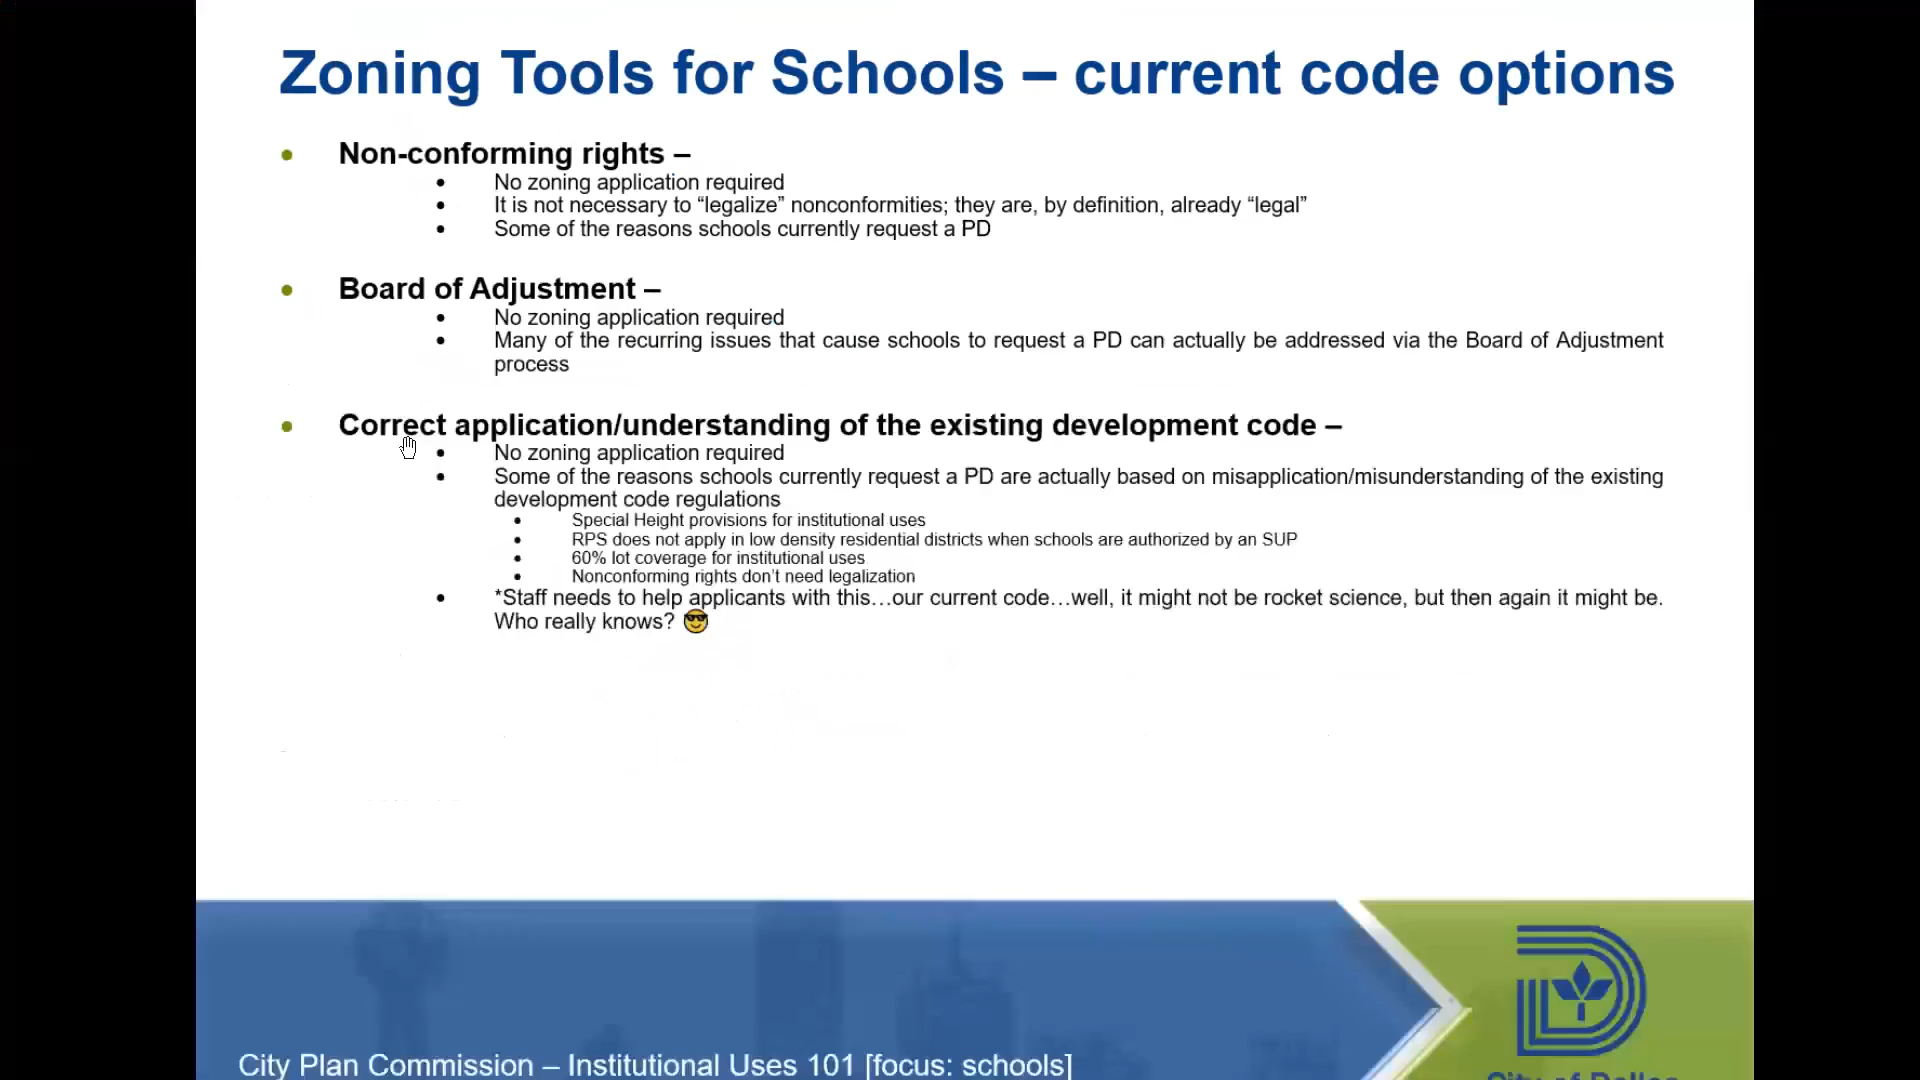 Zoning Tools for Schools – current code options
Non-conforming rights –
No zoning application required
It is not necessary to “legalize” nonconformities; they are, by definition, already “legal”
Some of the reasons schools currently request a PD
Board of Adjustment –
No zoning application required
Many of the recurring issues that cause schools to request a PD can actually be addressed via the Board of Adjustment
process
Correct application/understanding of the existing development code –
No zoning application required
Some of the reasons schools currently request a PD are actually based on misapplication/misunderstanding of the existing
development code regulations
Special Height provisions for institutional uses
RPS does not apply in low density residential districts when schools are authorized by an SUP
60% lot coverage for institutional uses
Nonconforming rights don’t need legalization
*Staff needs to help applicants with this…our current code…well, it might not be rocket science, but then again it might be.
Who really knows? 😎
City Plan Commission – Institutional Uses 101 [focus: schools]
City of Dallas